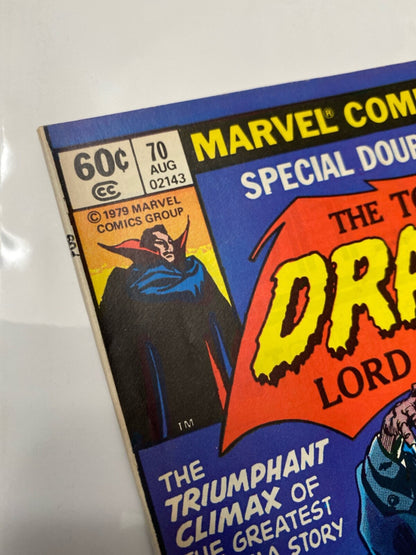 MARVEL® COM
60¢
CC
70
AUG
02143
© 1979 MARVEL
COMICS GROUP
SPECIAL DOU
THE TO
DRA
LORD
TM
THE
TRIUMPHANT
CLIMAX OF
THE GREATEST
A STORY